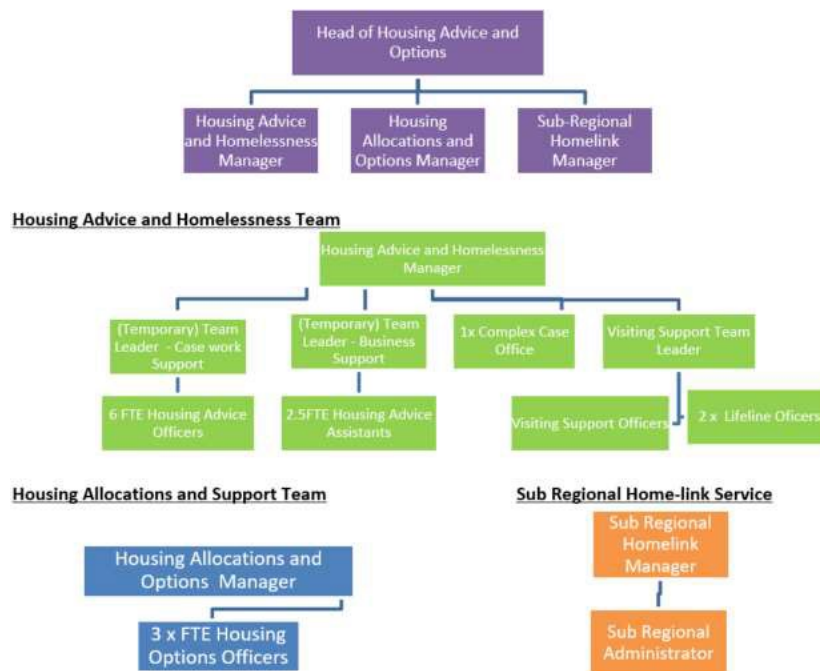 Head of Housing Advice and
Options
Housing Advice
and Homelessness
Manager
Housing
Allocations and
Options Manager
Sub-Regional
Homelink
Manager
Housing Advice and Homelessness Team
Housing Advice and Homelessness
Manager
(Temporary) Team
Leader - Case work
Support
(Temporary) Team
Leader - Business
Support
1x Complex Case
Office
Visiting Support Team
Leader
6 FTE Housing Advice
Officers
2.5FTE Housing Advice
Assistants
Visiting Support Officers
2 x Lifeline Oficers
Housing Allocations and Support Team
Sub Regional Home-link Service
Housing Allocations and
Options Manager
3 x FTE Housing
Options Officers
Sub Regional
Homelink
Manager
Sub Regional
Administrator